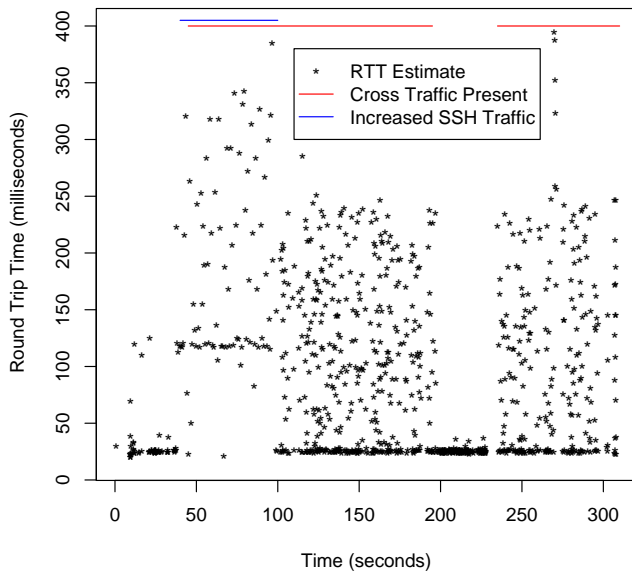 400
350
300
250
200
150
100
50
0
Round Trip Time (milliseconds)
RTT Estimate
Cross Traffic Present
Increased SSH Traffic
0 50 100 150 200 250 300
Time (seconds)